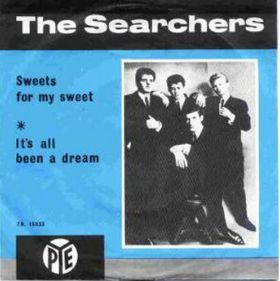 The Searchers
Sweets
for my sweet
*
It's all
been a dream
7N. 15533
PYE